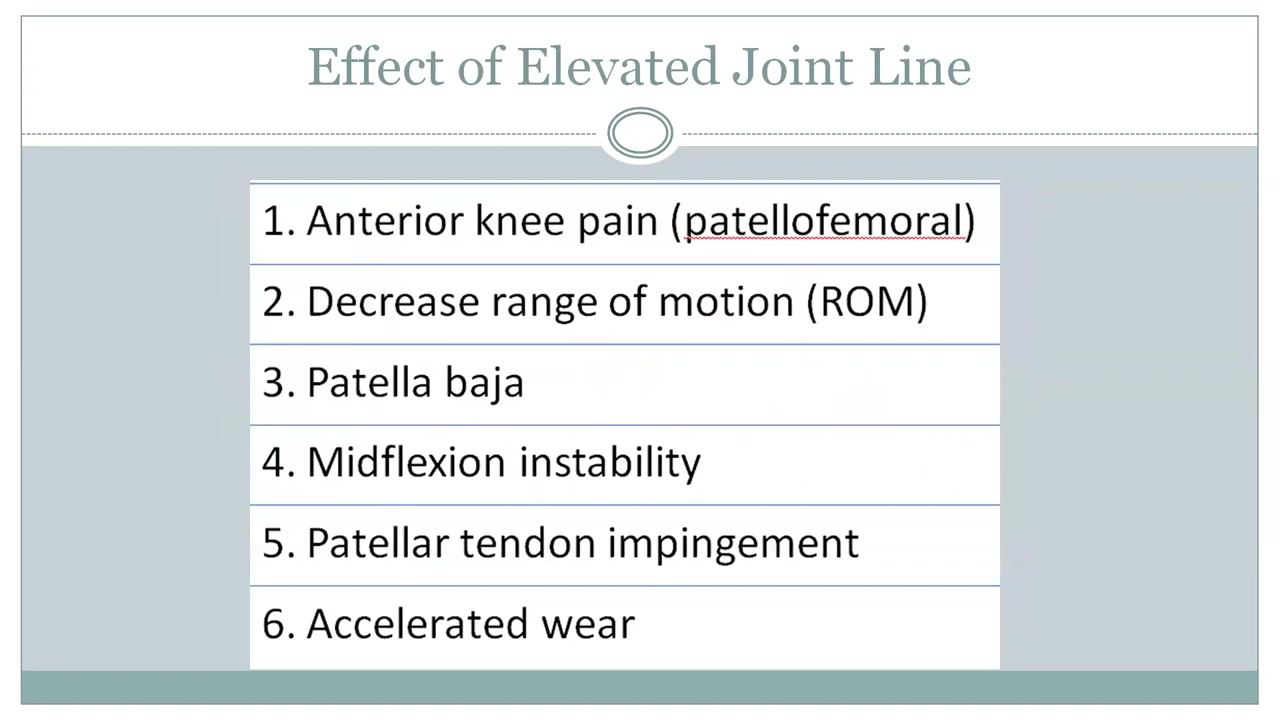 Effect of Elevated Joint Line
1. Anterior knee pain (patellofemoral)
2. Decrease range of motion (ROM)
3. Patella baja
4. Midflexion instability
5. Patellar tendon impingement
6. Accelerated wear